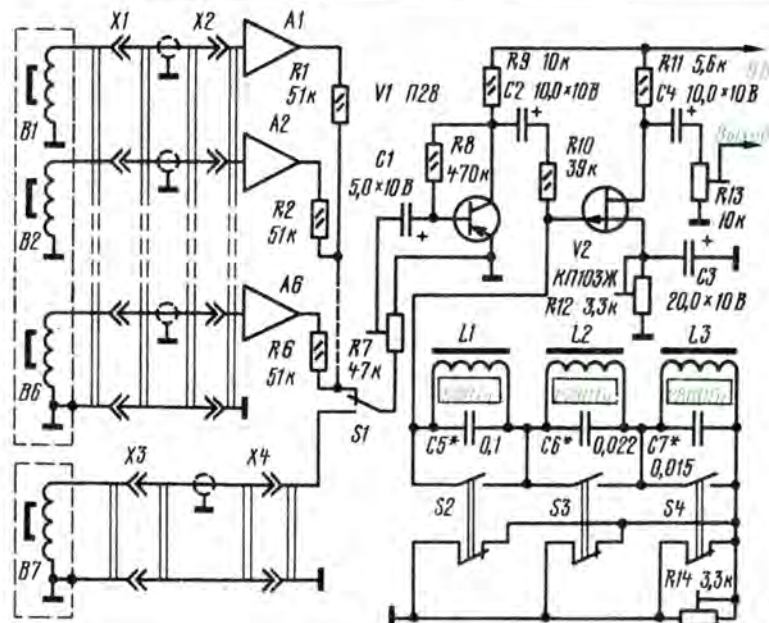 X1
X2
A1
R1
51к
B1
A2
R2
51к
B2
A6
R6
51к
B6
S1
X3
X4
B7
V1 П28
C1
5,0×10В
R8
470к
R7
47к
R9 10к
C2 10,0×10В
R10
39к
R11 5,6к
C4 10,0×10В
9В
Выход
R13
10к
V2
КП103Ж
R12 3,3к
C3
20,0×10В
L1
L2
L3
C5* 0,1
C6* 0,022
C7*
0,015
S2
S3
S4
R14 3,3к